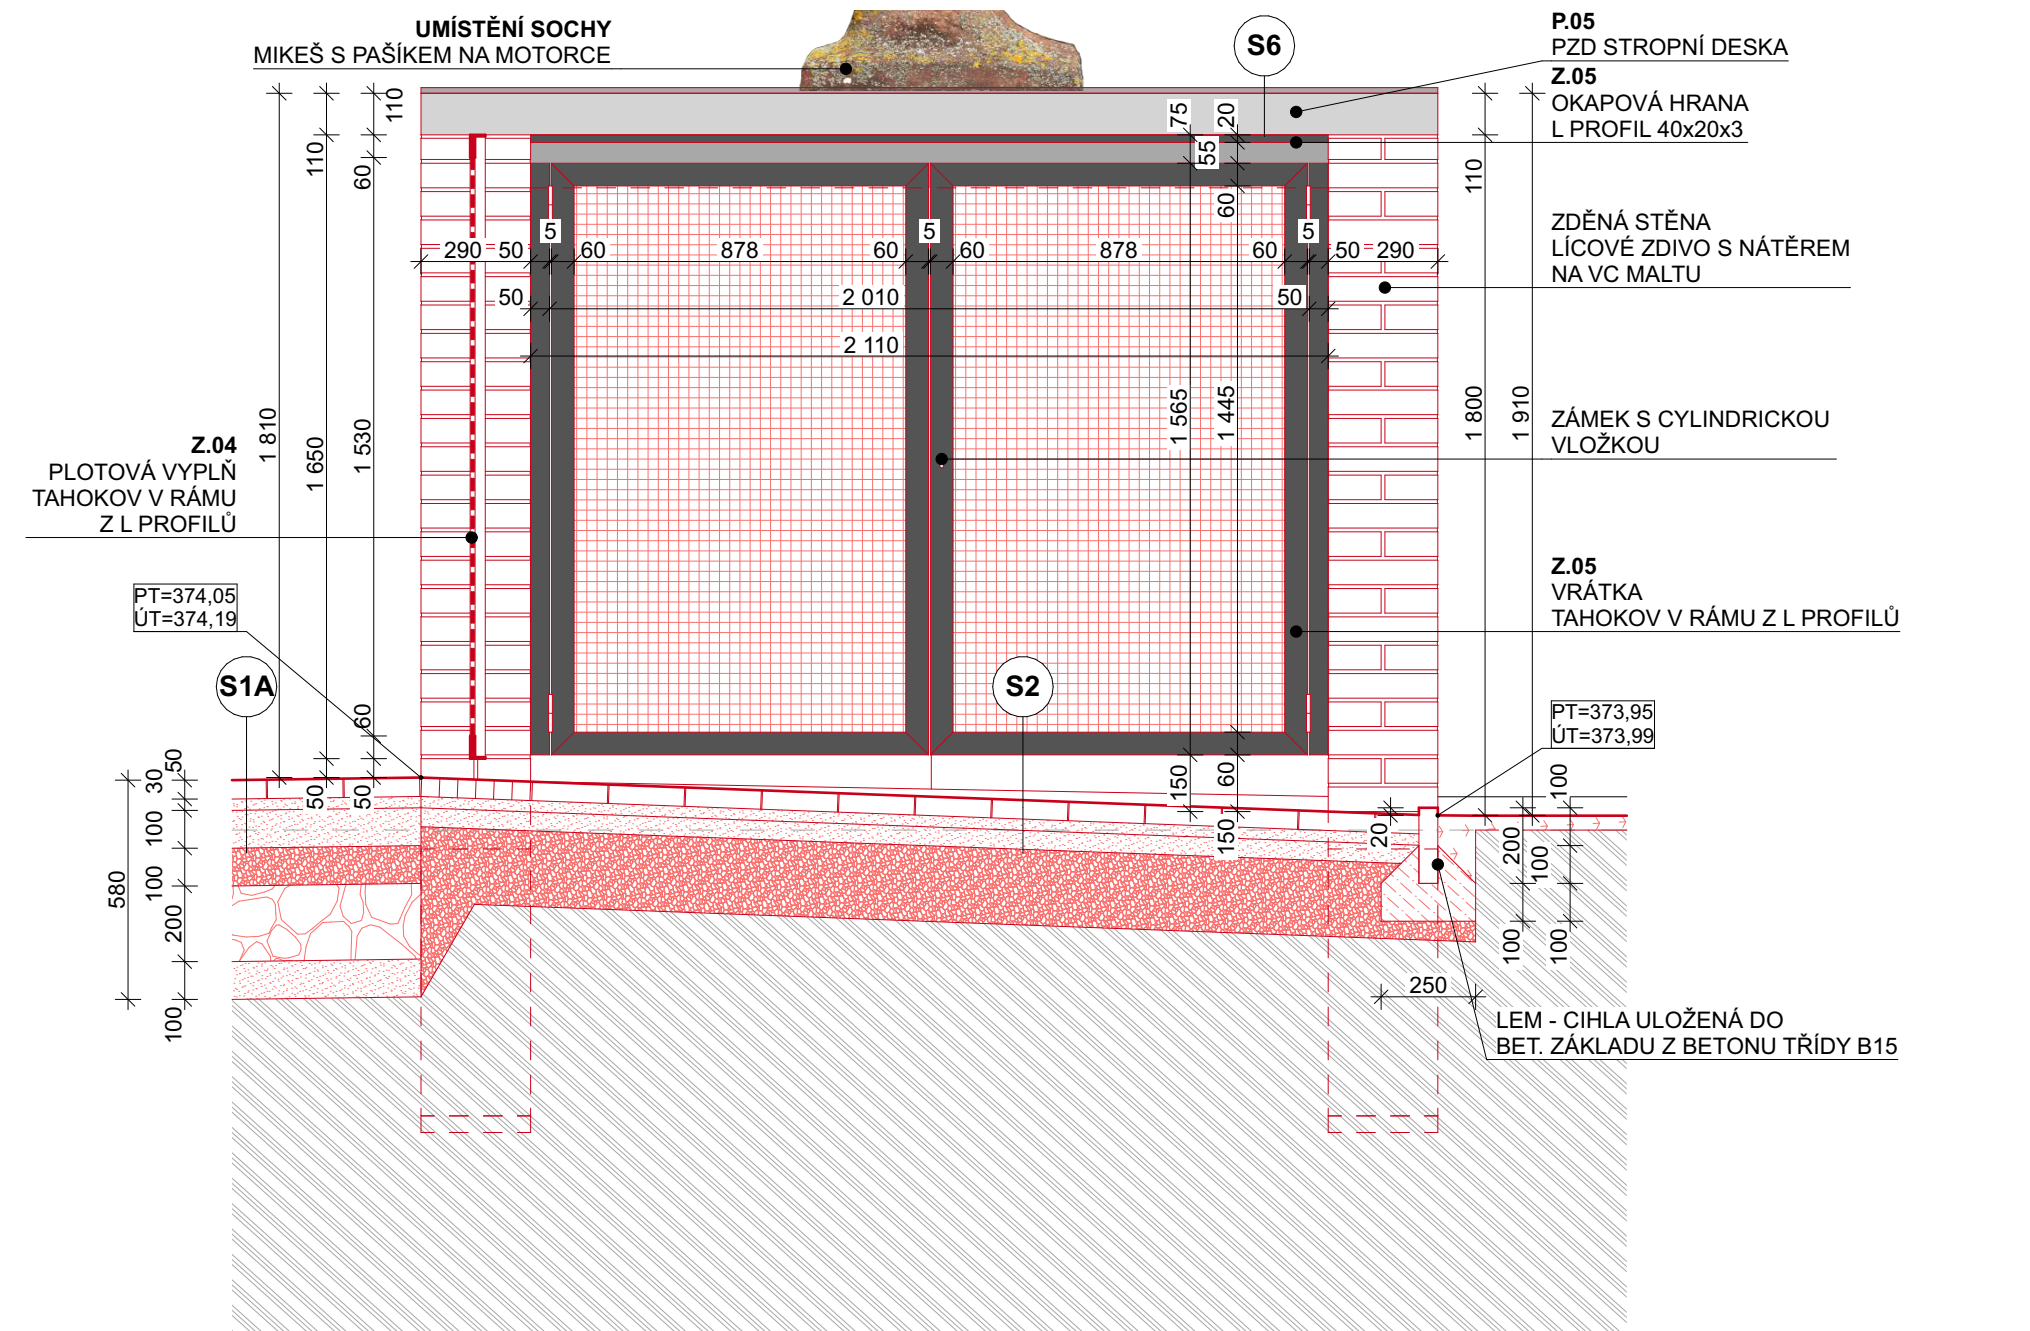 UMÍSTĚNÍ SOCHY
MIKEŠ S PAŠÍKEM NA MOTORCE
S6
P.05
PZD STROPNÍ DESKA
Z.05
OKAPOVÁ HRANA
L PROFIL 40x20x3
110
75
20
110
60
55
110
60
ZDĚNÁ STĚNA
LÍCOVÉ ZDIVO S NÁTĚREM
NA VC MALTU
5
5
5
290
50
60
878
60
60
878
60
50
290
50
2 010
50
2 110
1 810
1 650
1 530
1 565
1 445
1 800
1 910
ZÁMEK S CYLINDRICKOU
VLOŽKOU
Z.04
PLOTOVÁ VYPLŇ
TAHOKOV V RÁMU
Z L PROFILŮ
Z.05
VRÁTKA
TAHOKOV V RÁMU Z L PROFILŮ
PT=374,05
ÚT=374,19
S1A
S2
PT=373,95
ÚT=373,99
60
50
30
50
50
150
60
100
100
150
20
200
100
580
100
200
100
100
100
250
LEM - CIHLA ULOŽENÁ DO
BET. ZÁKLADU Z BETONU TŘÍDY B15